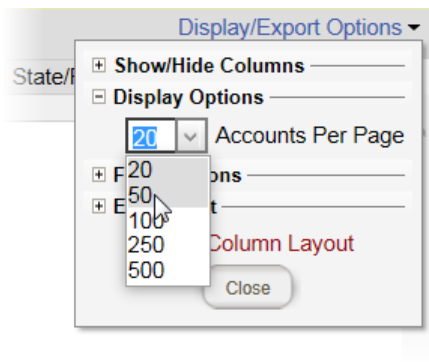 Display/Export Options
State/
Show/Hide Columns
Display Options
20 Accounts Per Page
20
50
100
250
500
Column Layout
Close